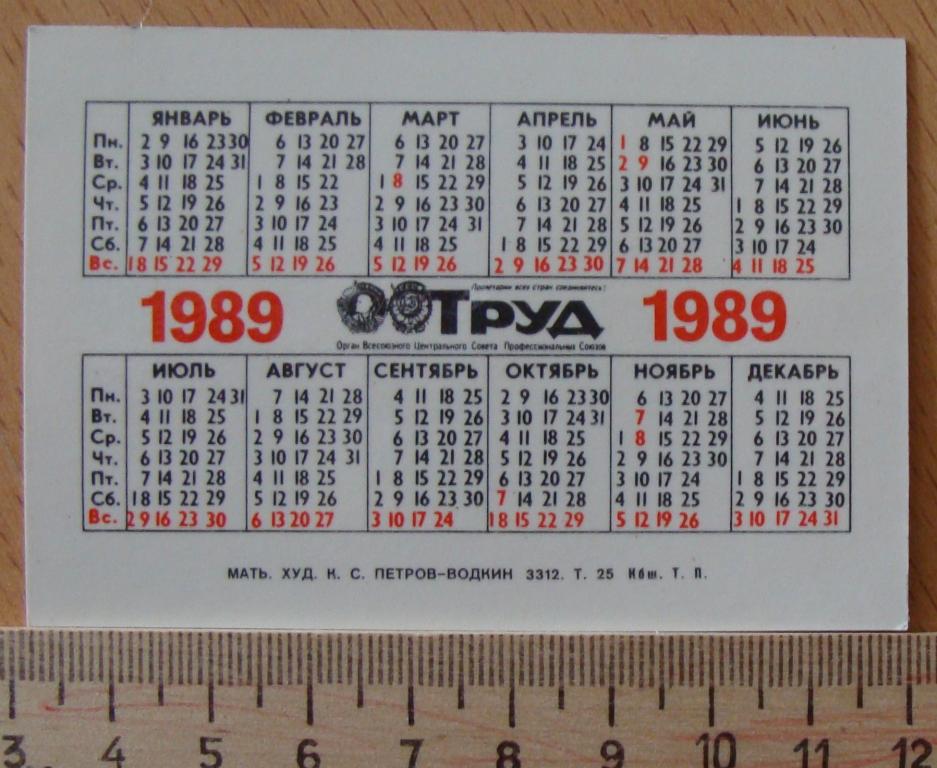 ЯНВАРЬ ФЕВРАЛЬ МАРТ АПРЕЛЬ МАЙ ИЮНЬ
Пн. 2 9 16 23 30 6 13 20 27 6 13 20 27 3 10 17 24 1 8 15 22 29 5 12 19 26
Вт. 3 10 17 24 31 7 14 21 28 7 14 21 28 4 11 18 25 2 9 16 23 30 6 13 20 27
Ср. 4 11 18 25 1 8 15 22 1 8 15 22 29 5 12 19 26 3 10 17 24 31 7 14 21 28
Чт. 5 12 19 26 2 9 16 23 2 9 16 23 30 6 13 20 27 4 11 18 25 1 8 15 22 29
Пт. 6 13 20 27 3 10 17 24 3 10 17 24 31 7 14 21 28 5 12 19 26 2 9 16 23 30
Сб. 7 14 21 28 4 11 18 25 4 11 18 25 1 8 15 22 29 6 13 20 27 3 10 17 24
Вс. 1 8 15 22 29 5 12 19 26 5 12 19 26 2 9 16 23 30 7 14 21 28 4 11 18 25
Пролетарии всех стран соединяйтесь!
1989 ТРУД 1989
Орган Всесоюзного Центрального Совета Профессиональных Союзов
ИЮЛЬ АВГУСТ СЕНТЯБРЬ ОКТЯБРЬ НОЯБРЬ ДЕКАБРЬ
Пн. 3 10 17 24 31 7 14 21 28 4 11 18 25 2 9 16 23 30 6 13 20 27 4 11 18 25
Вт. 4 11 18 25 1 8 15 22 29 5 12 19 26 3 10 17 24 31 7 14 21 28 5 12 19 26
Ср. 5 12 19 26 2 9 16 23 30 6 13 20 27 4 11 18 25 1 8 15 22 29 6 13 20 27
Чт. 6 13 20 27 3 10 17 24 31 7 14 21 28 5 12 19 26 2 9 16 23 30 7 14 21 28
Пт. 7 14 21 28 4 11 18 25 1 8 15 22 29 6 13 20 27 3 10 17 24 1 8 15 22 29
Сб. 1 8 15 22 29 5 12 19 26 2 9 16 23 30 7 14 21 28 4 11 18 25 2 9 16 23 30
Вс. 2 9 16 23 30 6 13 20 27 3 10 17 24 1 8 15 22 29 5 12 19 26 3 10 17 24 31
МАТЬ. ХУД. К. С. ПЕТРОВ-ВОДКИН 3312. Т. 25 Кбш. Т. П.
3 4 5 6 7 8 9 10 11 12